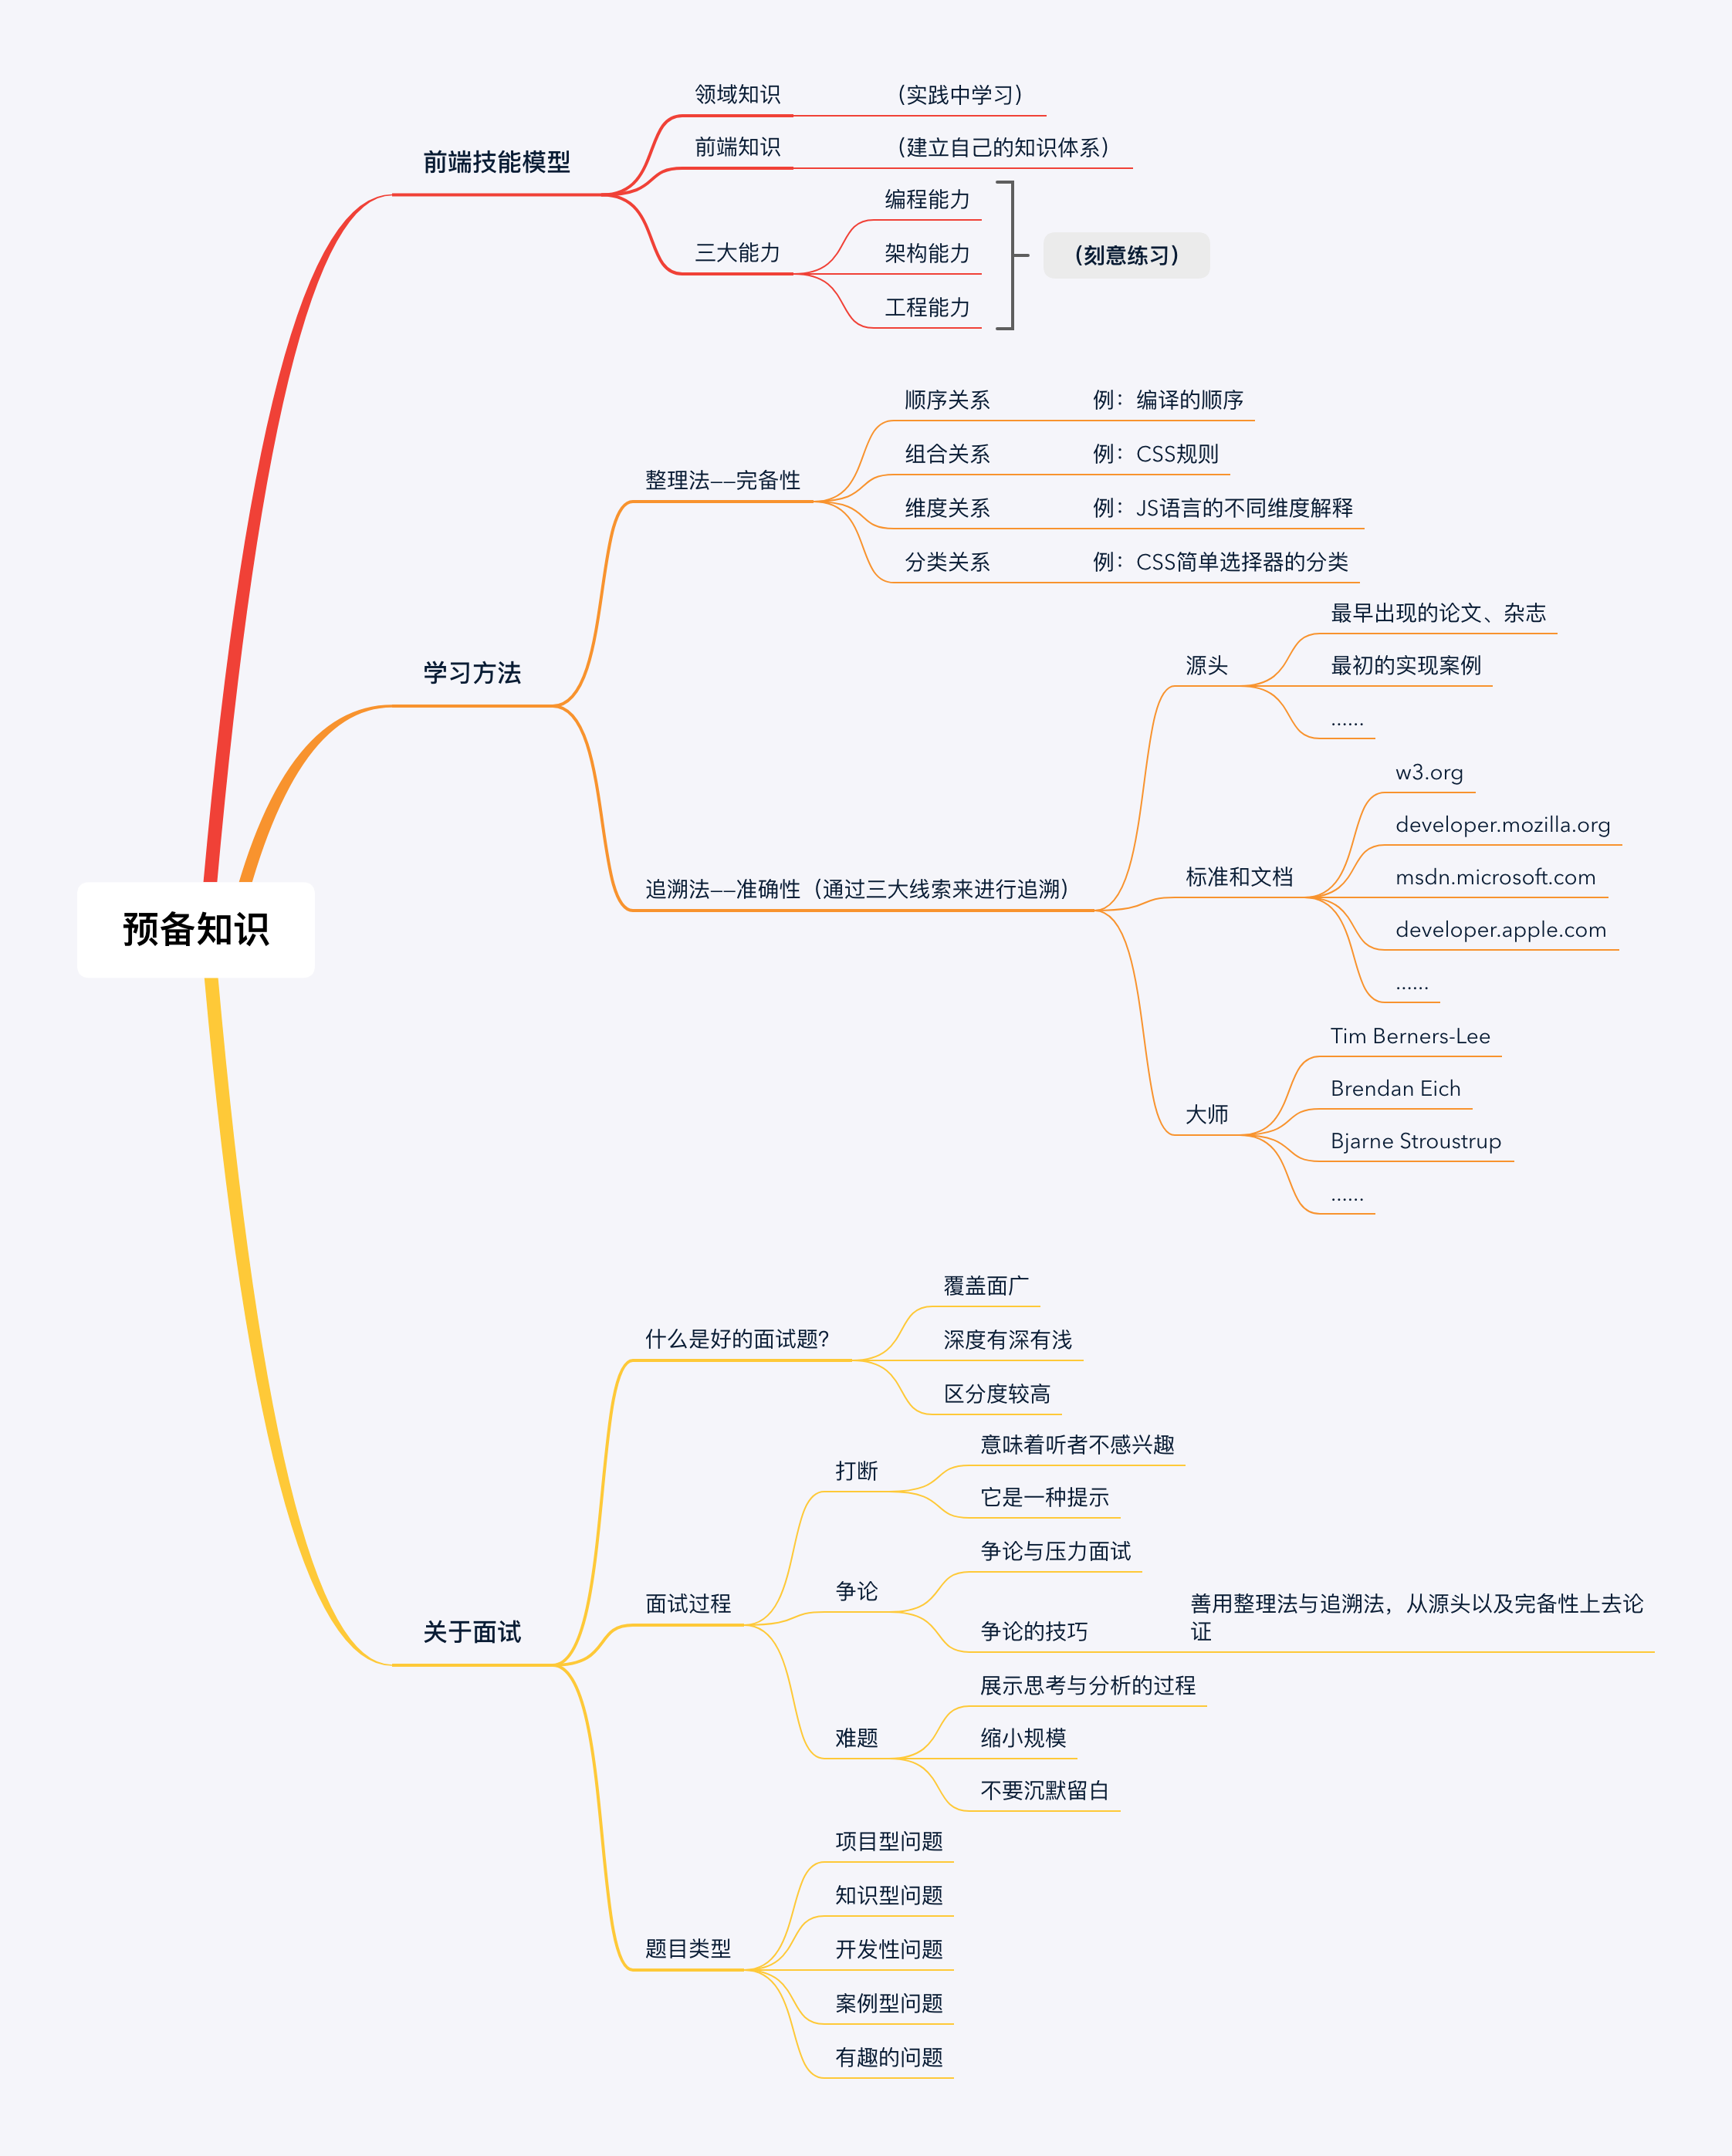 预备知识
前端技能模型
领域知识
（实践中学习）
前端知识
（建立自己的知识体系）
三大能力
编程能力
架构能力
工程能力
（刻意练习）
学习方法
整理法——完备性
顺序关系
例：编译的顺序
组合关系
例：CSS规则
维度关系
例：JS语言的不同维度解释
分类关系
例：CSS简单选择器的分类
追溯法——准确性（通过三大线索来进行追溯）
源头
最早出现的论文、杂志
最初的实现案例
......
标准和文档
w3.org
developer.mozilla.org
msdn.microsoft.com
developer.apple.com
......
大师
Tim Berners-Lee
Brendan Eich
Bjarne Stroustrup
......
关于面试
什么是好的面试题？
覆盖面广
深度有深有浅
区分度较高
面试过程
打断
意味着听者不感兴趣
它是一种提示
争论
争论与压力面试
争论的技巧
善用整理法与追溯法，从源头以及完备性上去论
证
难题
展示思考与分析的过程
缩小规模
不要沉默留白
题目类型
项目型问题
知识型问题
开发性问题
案例型问题
有趣的问题